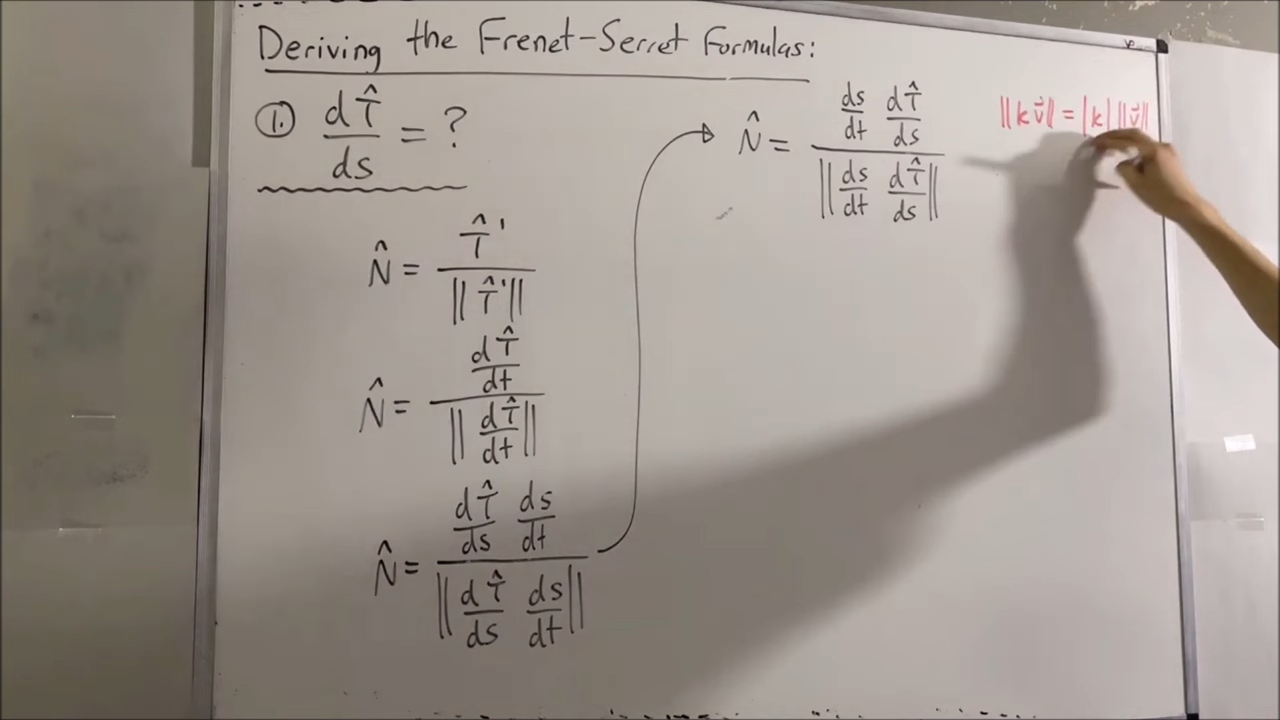 Deriving the Frenet-Serret Formulas:
①. dT̂/ds = ?
N̂ = T̂' / ||T̂'||
N̂ = dT̂/dt / ||dT̂/dt||
N̂ = dT̂/ds ds/dt / ||dT̂/ds ds/dt||
N̂ = ds/dt dT̂/ds / ||ds/dt dT̂/ds||
||k v⃗|| = |k| ||v⃗||